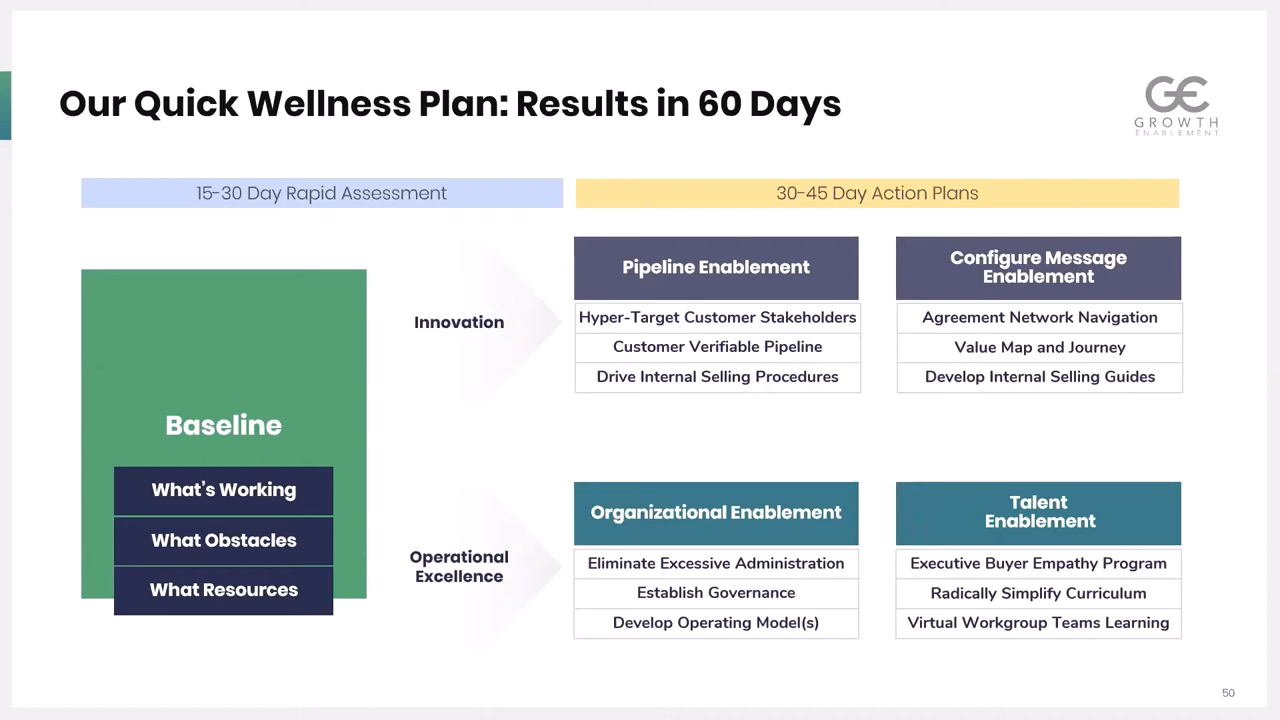 Our Quick Wellness Plan: Results in 60 Days
GE
GROWTH
ENABLEMENT
15-30 Day Rapid Assessment
30-45 Day Action Plans
Baseline
What's Working
What Obstacles
What Resources
Innovation
Pipeline Enablement
Hyper-Target Customer Stakeholders
Customer Verifiable Pipeline
Drive Internal Selling Procedures
Configure Message
Enablement
Agreement Network Navigation
Value Map and Journey
Develop Internal Selling Guides
Operational
Excellence
Organizational Enablement
Eliminate Excessive Administration
Establish Governance
Develop Operating Model(s)
Talent
Enablement
Executive Buyer Empathy Program
Radically Simplify Curriculum
Virtual Workgroup Teams Learning
50